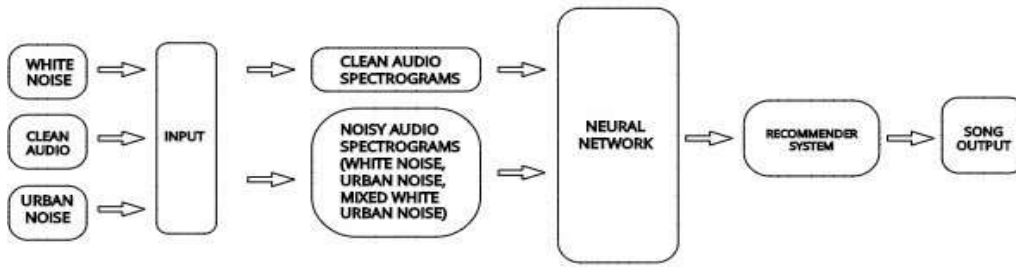 WHITE
NOISE
CLEAN
AUDIO
URBAN
NOISE
INPUT
CLEAN AUDIO
SPECTROGRAMS
NOISY AUDIO
SPECTROGRAMS
(WHITE NOISE,
URBAN NOISE,
MIXED WHITE
URBAN NOISE)
NEURAL
NETWORK
RECOMMENDER
SYSTEM
SONG
OUTPUT